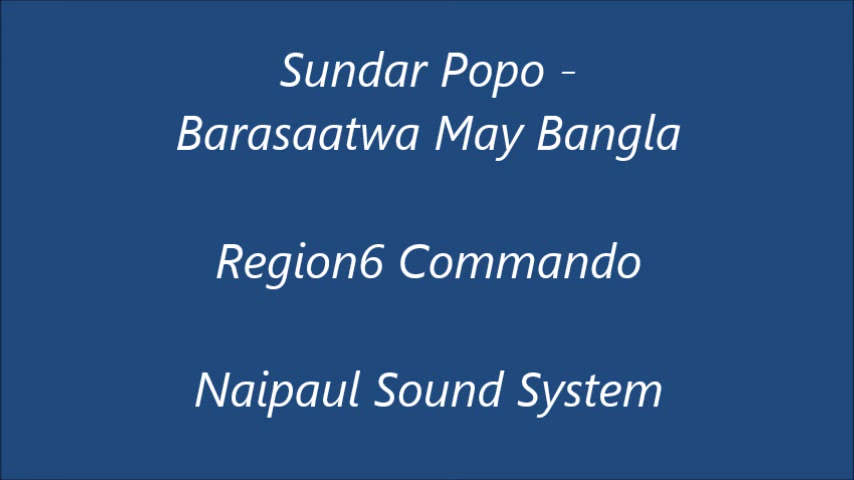 Sundar Popo -
Barasaatwa May Bangla
Region6 Commando
Naipaul Sound System